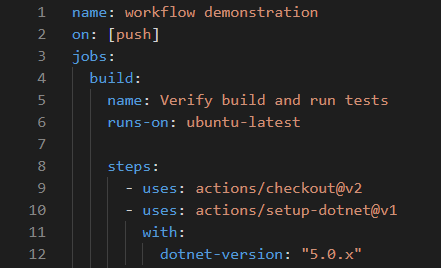 1 name: workflow demonstration
2 on: [push]
3 jobs:
4 build:
5 name: Verify build and run tests
6 runs-on: ubuntu-latest
7
8 steps:
9 - uses: actions/checkout@v2
10 - uses: actions/setup-dotnet@v1
11 with:
12 dotnet-version: "5.0.x"